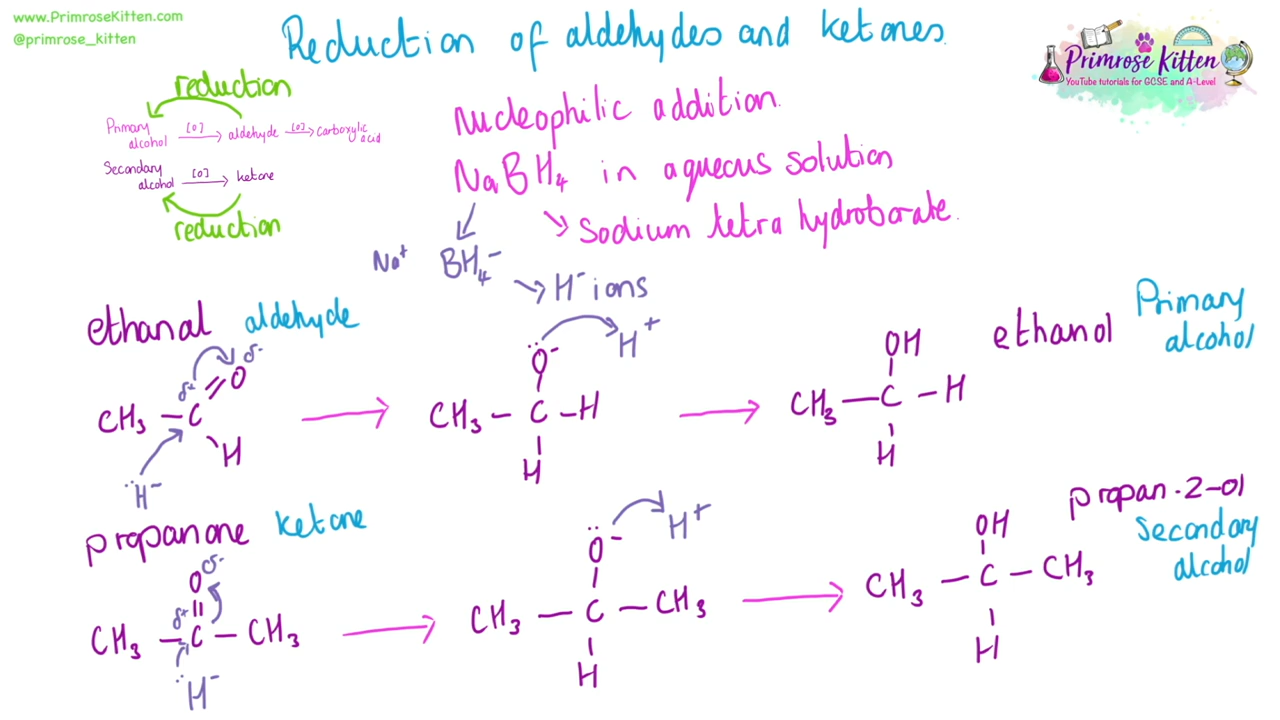 www.PrimroseKitten.com
@primrose_kitten
Reduction of aldehydes and ketones.
Primrose Kitten
YouTube tutorials for GCSE and A-Level
reduction
Primary alcohol [O] aldehyde [O] carboxylic acid
Secondary alcohol [O] ketone
reduction
Nucleophilic addition.
NaBH4 in aqueous solution
Sodium tetra hydroborate.
Na+ BH4-
H- ions
ethanal aldehyde
δ+ δ-
CH3 - C = O
H
:H-
:O- H+
CH3 - C - H
H
OH
CH3 - C - H
H
ethanol Primary alcohol
propanone ketone
O δ-
δ+
CH3 - C - CH3
:H-
:O- H+
CH3 - C - CH3
H
OH
CH3 - C - CH3
H
propan-2-ol
Secondary alcohol